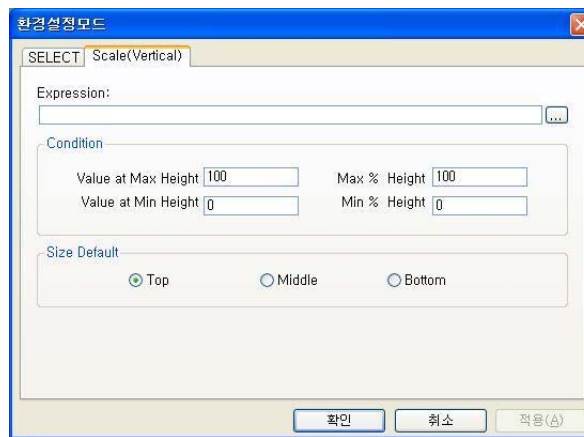 환경설정모드
SELECT Scale(Vertical)
Expression:
...
Condition
Value at Max Height 100 Max % Height 100
Value at Min Height 0 Min % Height 0
Size Default
Top Middle Bottom
확인 취소 적용(A)